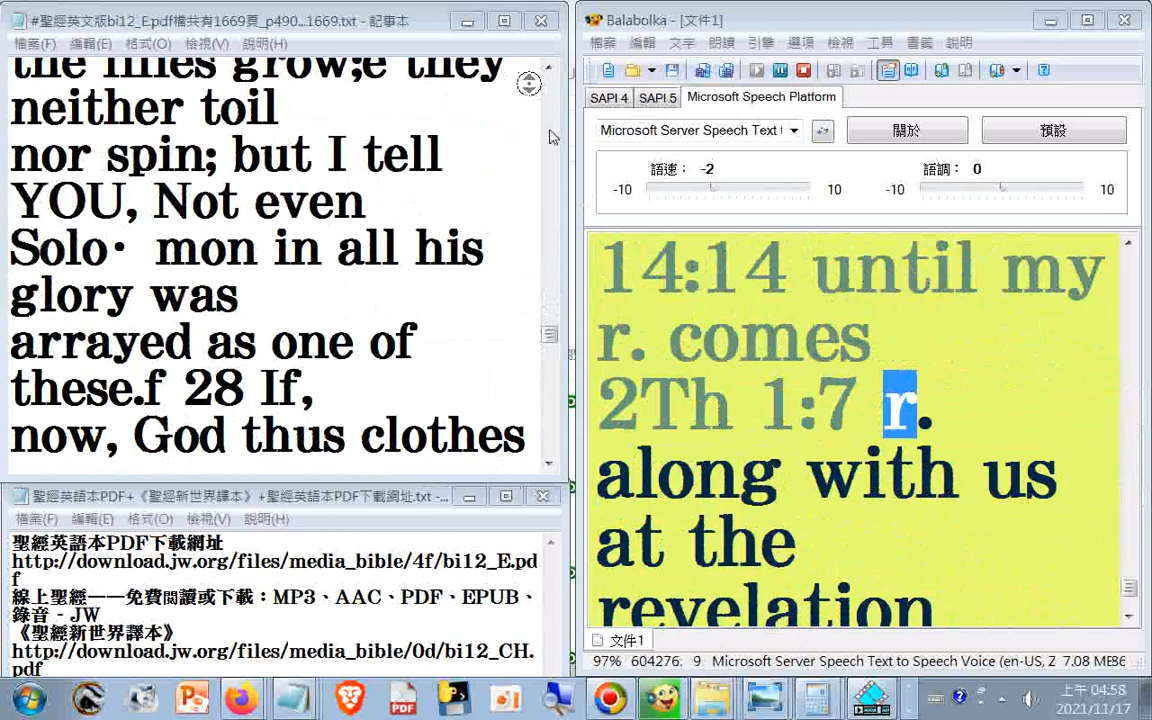 #聖經英文版bi12_E.pdf檔共有1669頁_p490...1669.txt - 記事本
檔案(F) 編輯(E) 格式(O) 檢視(V) 說明(H)
the lilies grow;e they
neither toil
nor spin; but I tell
YOU, Not even
Solo· mon in all his
glory was
arrayed as one of
these.f 28 If,
now, God thus clothes
聖經英語本PDF+《聖經新世界譯本》+聖經英語本PDF下載網址.txt -...
檔案(F) 編輯(E) 格式(O) 檢視(V) 說明(H)
聖經英語本PDF下載網址
http://download.jw.org/files/media_bible/4f/bi12_E.pd
f
線上聖經——免費閱讀或下載：MP3、AAC、PDF、EPUB、
錄音 - JW
《聖經新世界譯本》
http://download.jw.org/files/media_bible/0d/bi12_CH.
pdf
Balabolka - [文件1]
檔案 編輯 文字 朗讀 引擎 選項 檢視 工具 書籤 說明
SAPI 4 SAPI 5 Microsoft Speech Platform
Microsoft Server Speech Text 關於 預設
語速： -2 語調： 0
-10 10 -10 10
14:14 until my
r. comes
2Th 1:7 r.
along with us
at the
revelation
文件1
97% 604276. 9 Microsoft Server Speech Text to Speech Voice (en-US, Z 7.08 MB
PDF
上午 04:58
2021/11/17